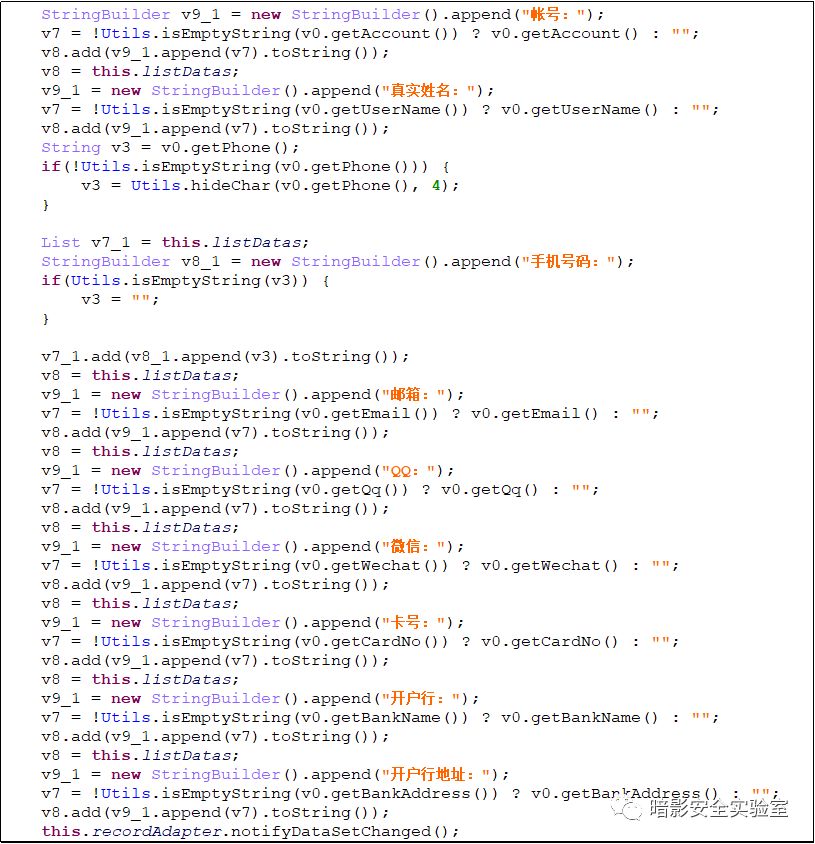 StringBuilder v9_1 = new StringBuilder().append("帐号：");
v7 = !Utils.isEmptyString(v0.getAccount()) ? v0.getAccount() : "";
v8.add(v9_1.append(v7).toString());
v8 = this.listDatas;
v9_1 = new StringBuilder().append("真实姓名：");
v7 = !Utils.isEmptyString(v0.getUserName()) ? v0.getUserName() : "";
v8.add(v9_1.append(v7).toString());
String v3 = v0.getPhone();
if(!Utils.isEmptyString(v0.getPhone())) {
    v3 = Utils.hideChar(v0.getPhone(), 4);
}
List v7_1 = this.listDatas;
StringBuilder v8_1 = new StringBuilder().append("手机号码：");
if(Utils.isEmptyString(v3)) {
    v3 = "";
}
v7_1.add(v8_1.append(v3).toString());
v8 = this.listDatas;
v9_1 = new StringBuilder().append("邮箱：");
v7 = !Utils.isEmptyString(v0.getEmail()) ? v0.getEmail() : "";
v8.add(v9_1.append(v7).toString());
v8 = this.listDatas;
v9_1 = new StringBuilder().append("QQ：");
v7 = !Utils.isEmptyString(v0.getQq()) ? v0.getQq() : "";
v8.add(v9_1.append(v7).toString());
v8 = this.listDatas;
v9_1 = new StringBuilder().append("微信：");
v7 = !Utils.isEmptyString(v0.getWechat()) ? v0.getWechat() : "";
v8.add(v9_1.append(v7).toString());
v8 = this.listDatas;
v9_1 = new StringBuilder().append("卡号：");
v7 = !Utils.isEmptyString(v0.getCardNo()) ? v0.getCardNo() : "";
v8.add(v9_1.append(v7).toString());
v8 = this.listDatas;
v9_1 = new StringBuilder().append("开户行：");
v7 = !Utils.isEmptyString(v0.getBankName()) ? v0.getBankName() : "";
v8.add(v9_1.append(v7).toString());
v8 = this.listDatas;
v9_1 = new StringBuilder().append("开户行地址：");
v7 = !Utils.isEmptyString(v0.getBankAddress()) ? v0.getBankAddress() : "";
v8.add(v9_1.append(v7).toString());
暗影安全实验室
this.recordAdapter.notifyDataSetChanged();